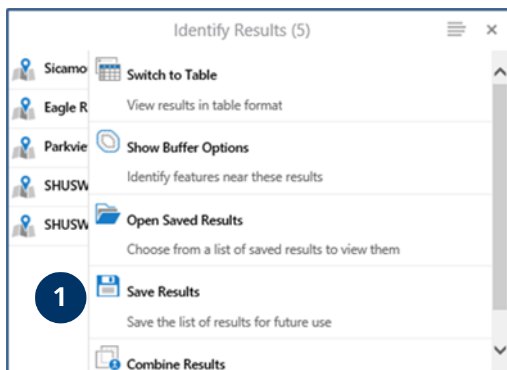 Identify Results (5)
Sicamo
Switch to Table
View results in table format
Eagle R
Parkvie
Show Buffer Options
Identify features near these results
SHUSW
Open Saved Results
Choose from a list of saved results to view them
SHUSW
1
Save Results
Save the list of results for future use
Combine Results